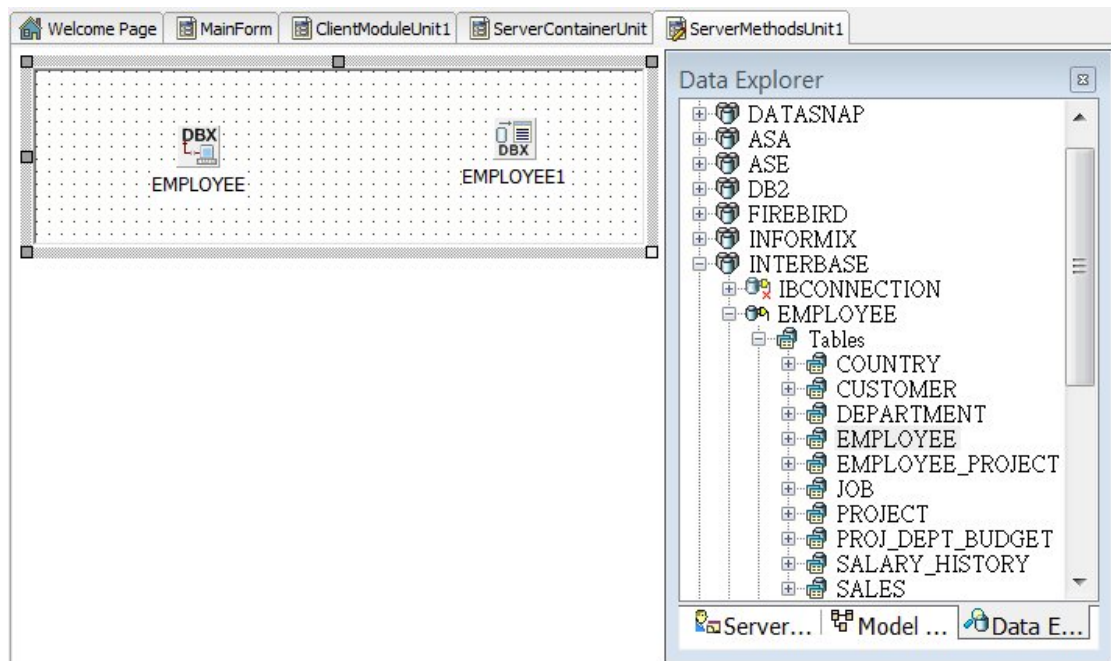 Welcome Page MainForm ClientModuleUnit1 ServerContainerUnit ServerMethodsUnit1
DBX
EMPLOYEE
DBX
EMPLOYEE1
Data Explorer
DATASNAP
ASA
ASE
DB2
FIREBIRD
INFORMIX
INTERBASE
IBCONNECTION
EMPLOYEE
Tables
COUNTRY
CUSTOMER
DEPARTMENT
EMPLOYEE
EMPLOYEE_PROJECT
JOB
PROJECT
PROJ_DEPT_BUDGET
SALARY_HISTORY
SALES
Server... Model ... Data E...